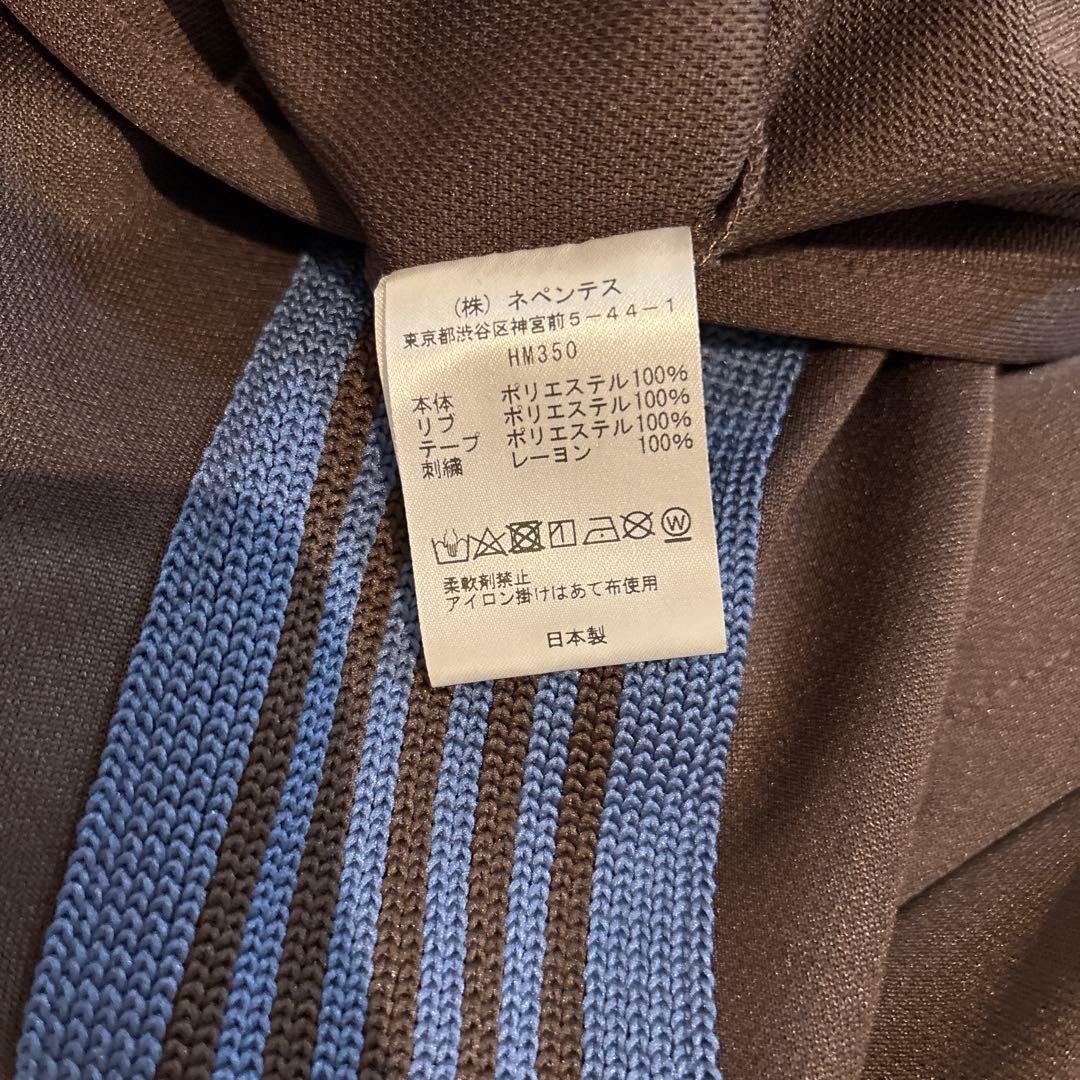 (株) ネペンテス
東京都渋谷区神宮前5-44-1
HM350
本体 ポリエステル100%
リブ ポリエステル100%
テープ ポリエステル100%
刺繍 レーヨン 100%
W
柔軟剤禁止
アイロン掛けはあて布使用
日本製